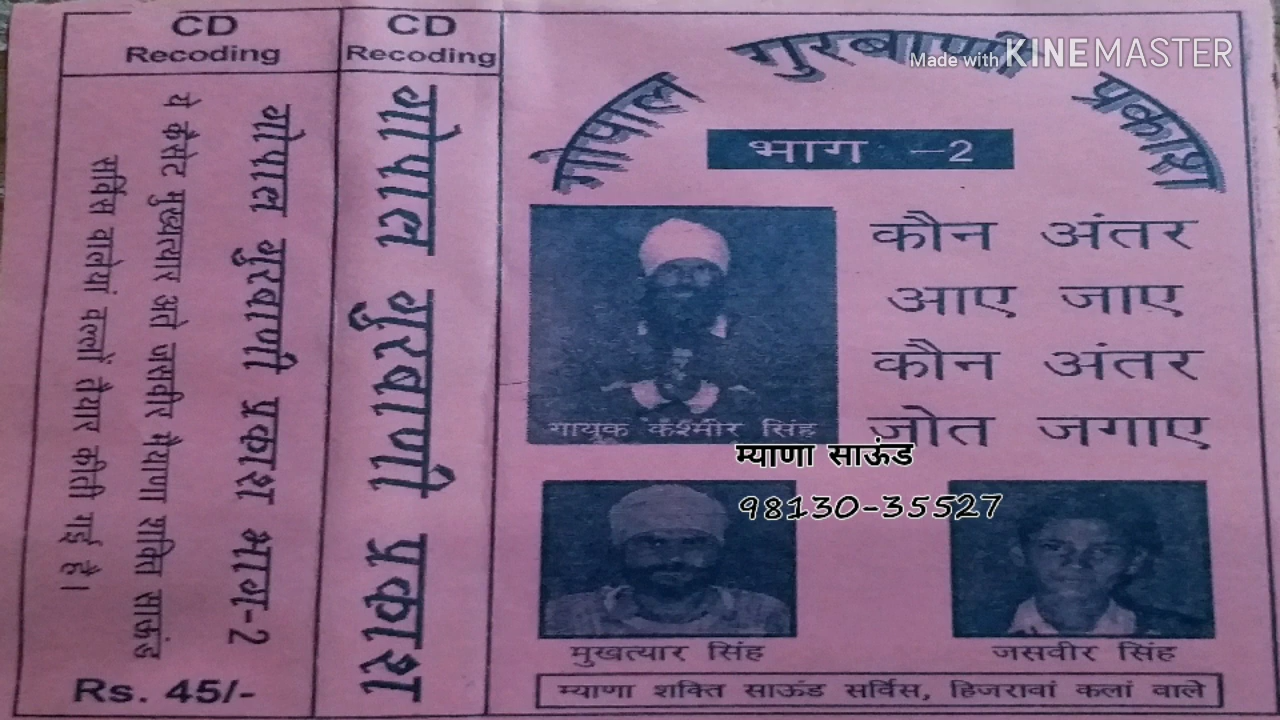 CD
Recoding
ये कैसेट मुख्यत्यार अते जसवीर मैयाणा शक्ति साऊंड
सर्विस वालेयां वल्लों तैयार कीती गई है।
गोपाल गुरबाणी प्रकाश भाग-2
Rs. 45/-
CD
Recoding
गोपाल गुरबाणी प्रकाश
Made with KINEMASTER
गोपाल गुरबाणी प्रकाश
भाग -2
कौन अंतर
आए जाए
कौन अंतर
जोत जगाए
गायक कश्मीर सिंह
म्याणा साऊंड
98130-35527
मुखत्यार सिंह
जसवीर सिंह
म्याणा शक्ति साऊंड सर्विस, हिजरावां कलां वाले